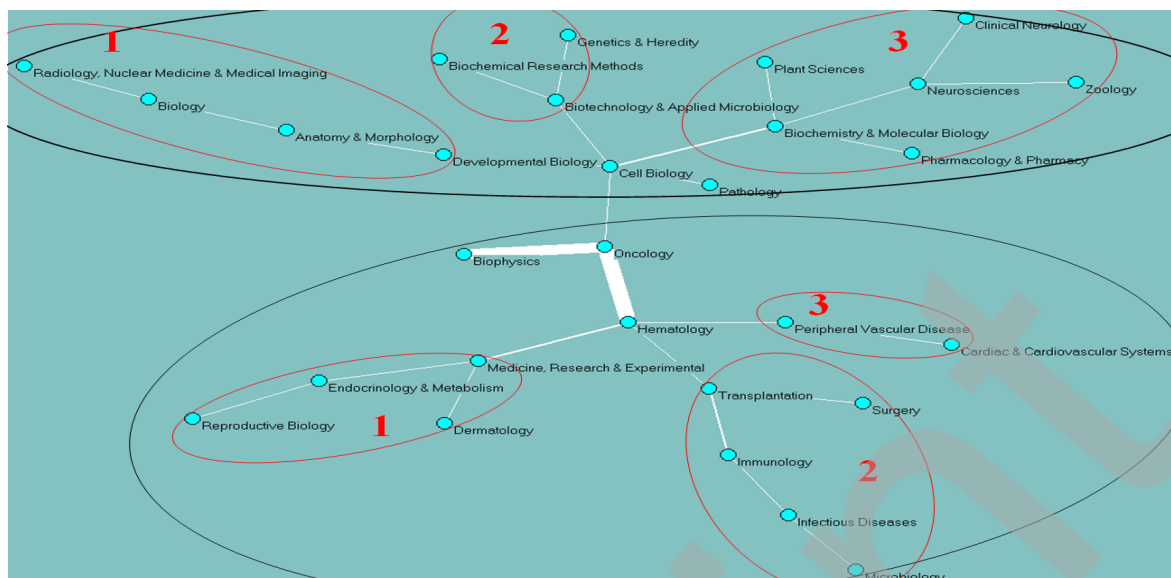 Clinical Neurology
1
2
3
Genetics & Heredity
Radiology, Nuclear Medicine & Medical Imaging
Biochemical Research Methods
Plant Sciences
Neurosciences
Zoology
Biology
Biotechnology & Applied Microbiology
Anatomy & Morphology
Biochemistry & Molecular Biology
Developmental Biology
Pharmacology & Pharmacy
Cell Biology
Pathology
Oncology
Biophysics
3
Hematology
Peripheral Vascular Disease
Cardiac & Cardiovascular Systems
Medicine, Research & Experimental
Endocrinology & Metabolism
Transplantation
Surgery
Reproductive Biology
1
Dermatology
Immunology
2
Infectious Diseases
Microbiology